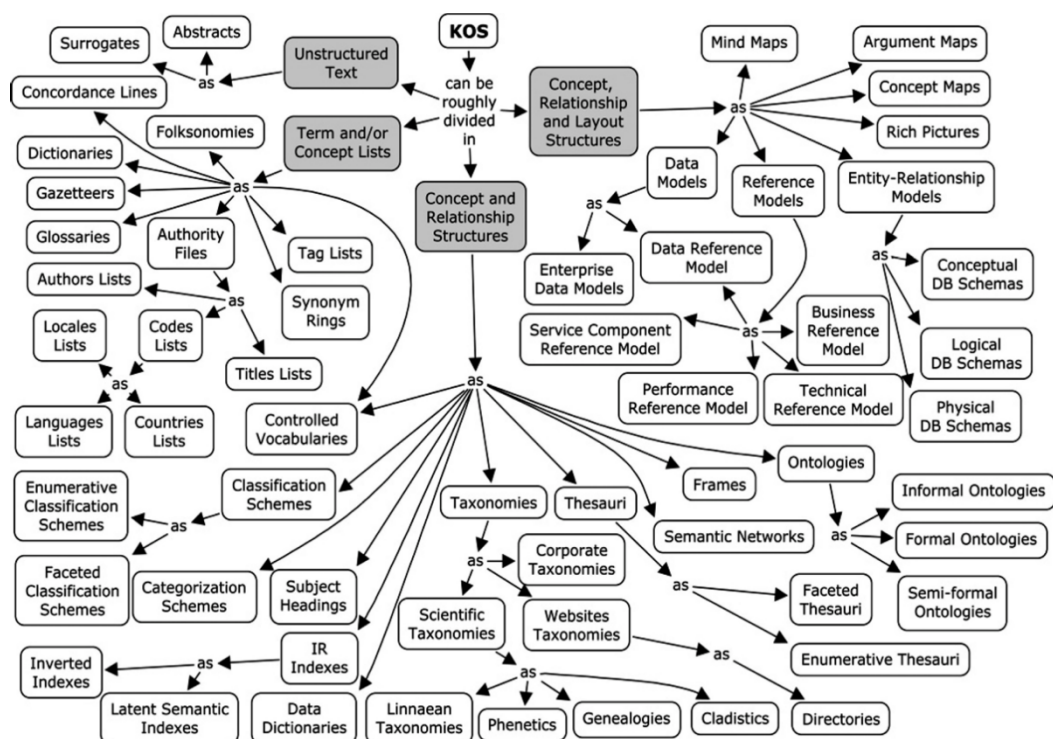 KOS
can be
roughly
divided
in
Unstructured
Text
as
Abstracts
Surrogates
Term and/or
Concept Lists
as
Concordance Lines
Folksonomies
Dictionaries
Gazetteers
Glossaries
Authority
Files
Tag Lists
Synonym
Rings
as
Authors Lists
Codes
Lists
Titles Lists
as
Locales
Lists
Languages
Lists
Countries
Lists
Controlled
Vocabularies
Concept,
Relationship
and Layout
Structures
as
Mind Maps
Argument Maps
Concept Maps
Rich Pictures
Data
Models
Reference
Models
Entity-Relationship
Models
as
Enterprise
Data Models
Data Reference
Model
as
Service Component
Reference Model
Performance
Reference Model
Technical
Reference Model
Business
Reference
Model
as
Conceptual
DB Schemas
Logical
DB Schemas
Physical
DB Schemas
Concept and
Relationship
Structures
as
Classification
Schemes
as
Enumerative
Classification
Schemes
Faceted
Classification
Schemes
Categorization
Schemes
Subject
Headings
IR
Indexes
as
Inverted
Indexes
Latent Semantic
Indexes
Data
Dictionaries
Taxonomies
as
Corporate
Taxonomies
Scientific
Taxonomies
Websites
Taxonomies
as
Linnaean
Taxonomies
Phenetics
Genealogies
Cladistics
as
Directories
Thesauri
as
Faceted
Thesauri
Enumerative Thesauri
Semantic Networks
Frames
Ontologies
as
Informal Ontologies
Formal Ontologies
Semi-formal
Ontologies